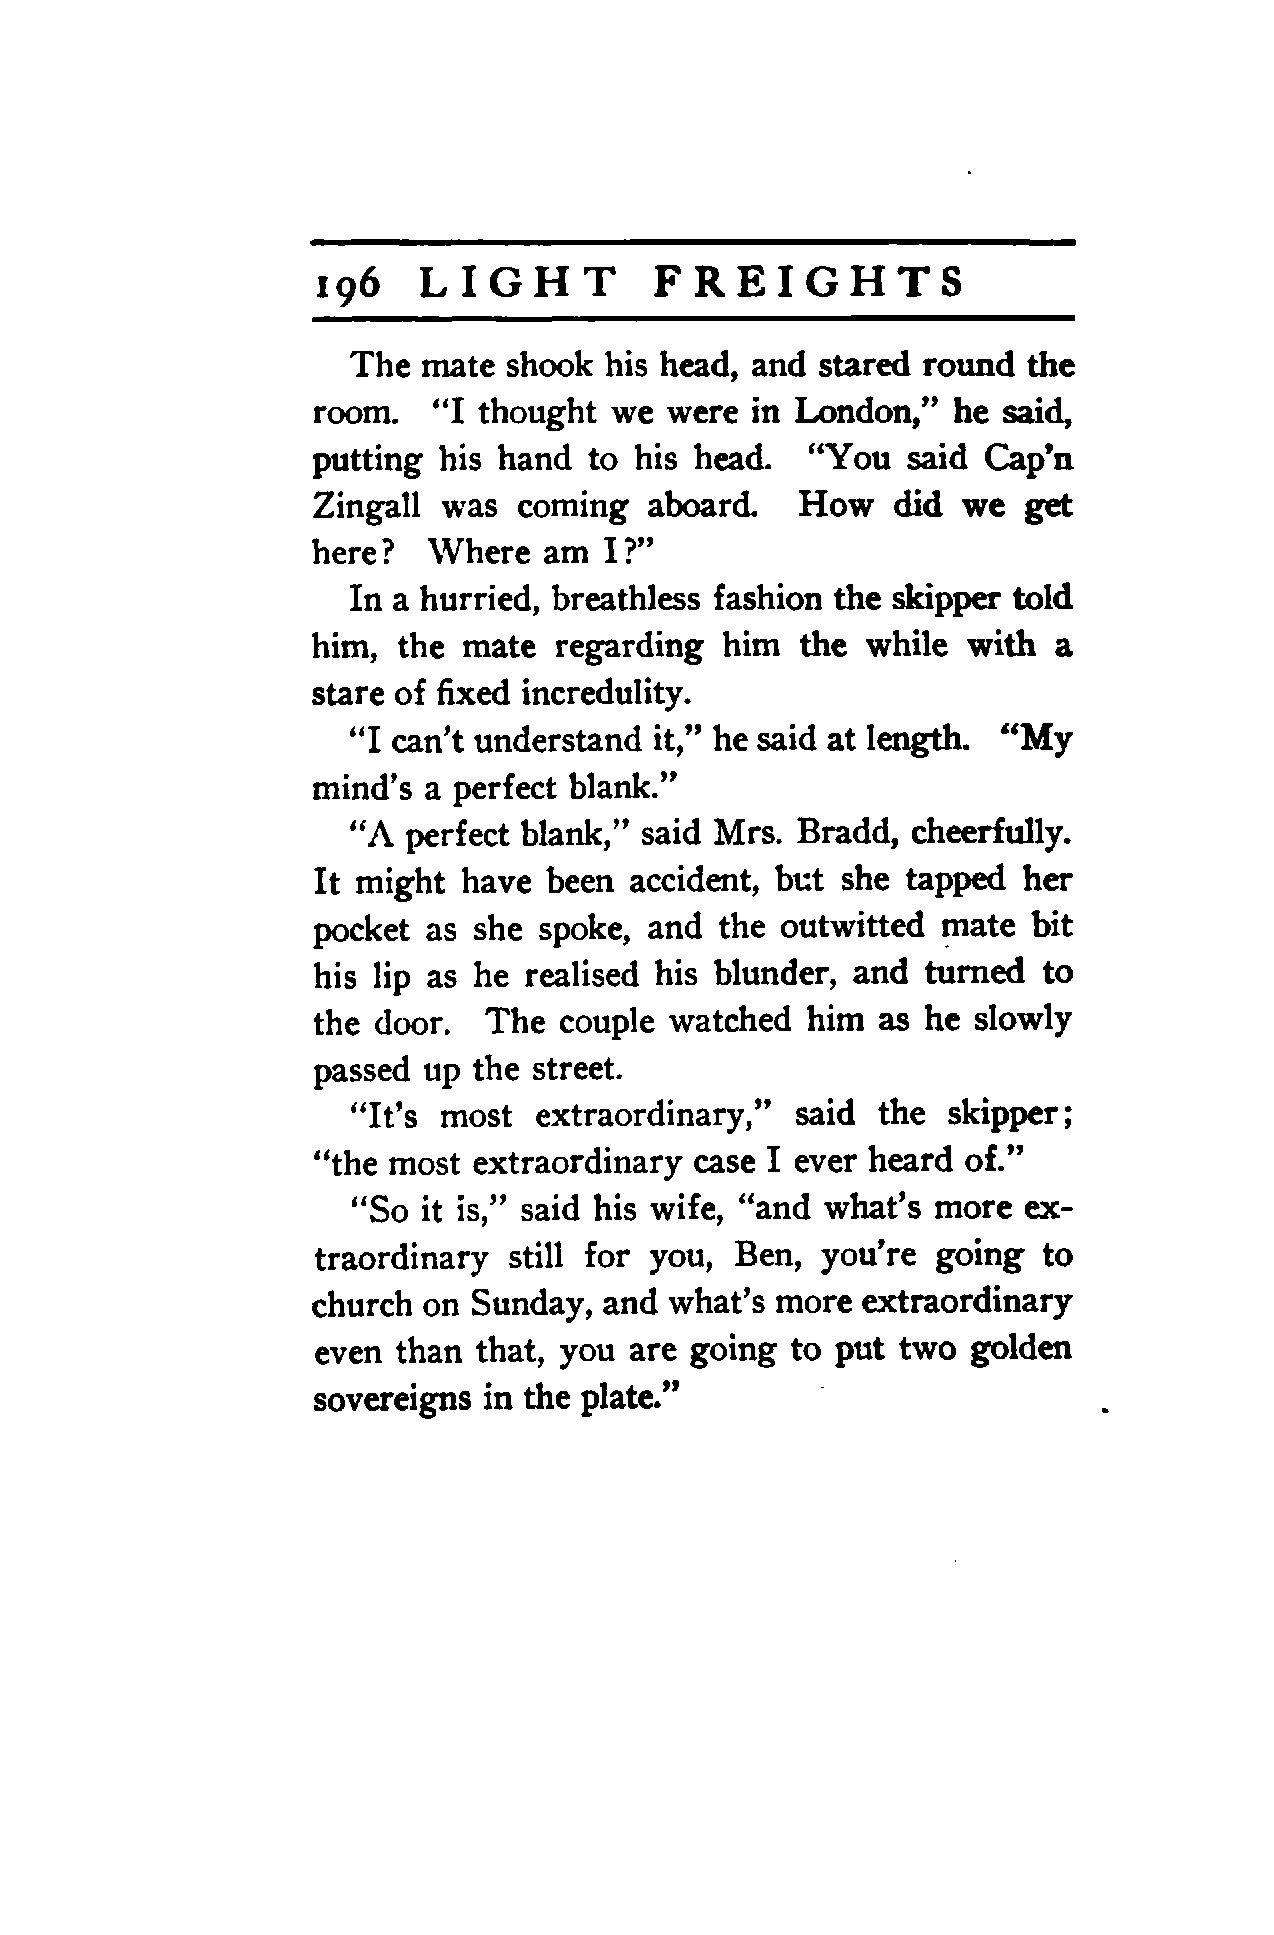 196 LIGHT FREIGHTS
The mate shook his head, and stared round the
room. "I thought we were in London," he said,
putting his hand to his head. "You said Cap'n
Zingall was coming aboard. How did we get
here? Where am I?"
In a hurried, breathless fashion the skipper told
him, the mate regarding him the while with a
stare of fixed incredulity.
"I can't understand it," he said at length. "My
mind's a perfect blank."
"A perfect blank," said Mrs. Bradd, cheerfully.
It might have been accident, but she tapped her
pocket as she spoke, and the outwitted mate bit
his lip as he realised his blunder, and turned to
the door. The couple watched him as he slowly
passed up the street.
"It's most extraordinary," said the skipper;
"the most extraordinary case I ever heard of."
"So it is," said his wife, "and what's more ex-
traordinary still for you, Ben, you're going to
church on Sunday, and what's more extraordinary
even than that, you are going to put two golden
sovereigns in the plate."